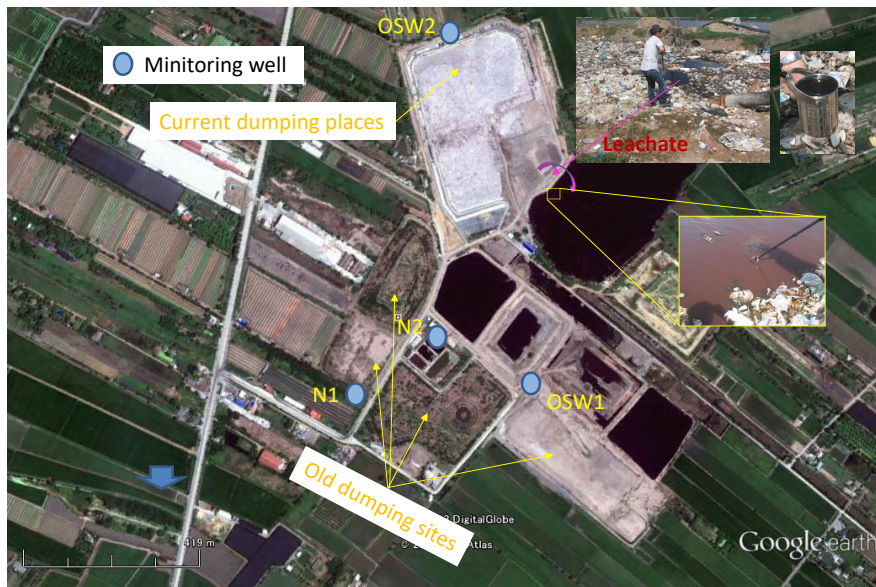 OSW2
Minitoring well
Current dumping places
Leachate
N2
N1
OSW1
Old dumping sites
DigitalGlobe
419 m
©
Atlas
Google earth